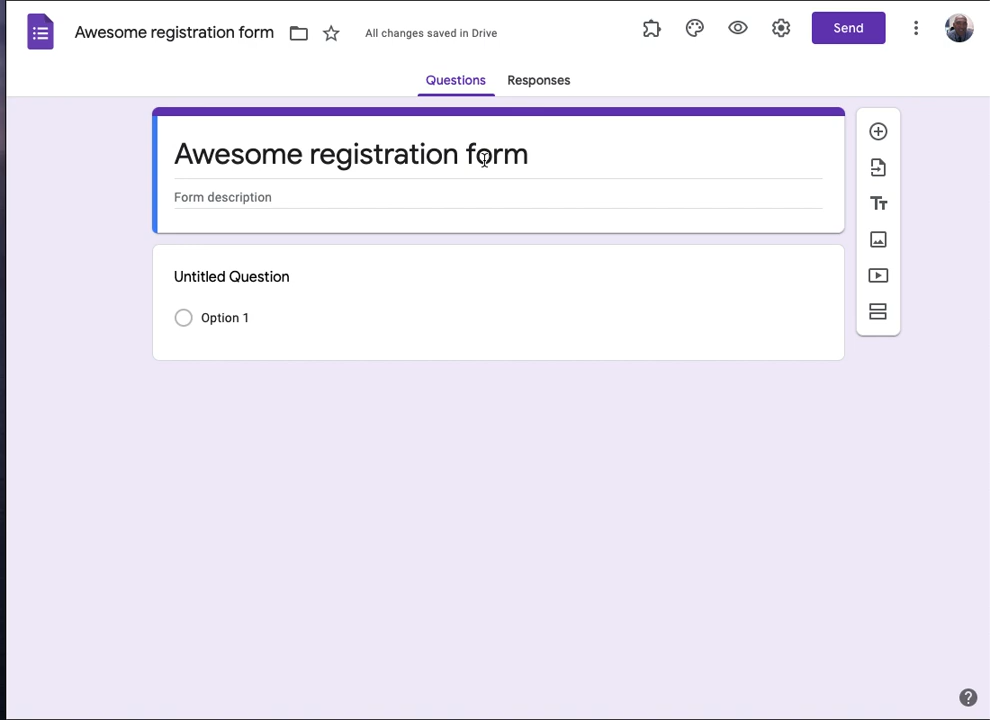 Awesome registration form
All changes saved in Drive
Send
Questions
Responses
Awesome registration form
Form description
Untitled Question
Option 1